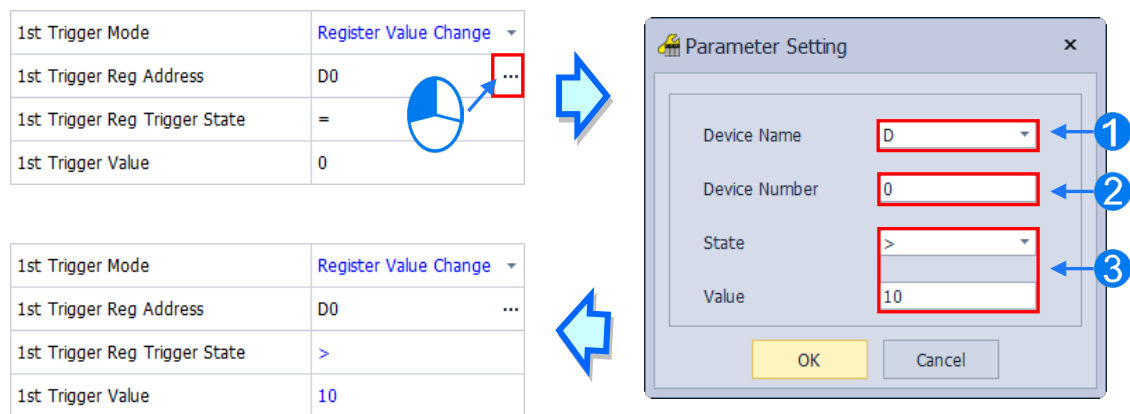 1st Trigger Mode Register Value Change
1st Trigger Reg Address D0 ...
1st Trigger Reg Trigger State =
1st Trigger Value 0
Parameter Setting ×
Device Name D 1
Device Number 0 2
State >
3
Value 10
OK Cancel
1st Trigger Mode Register Value Change
1st Trigger Reg Address D0 ...
1st Trigger Reg Trigger State >
1st Trigger Value 10